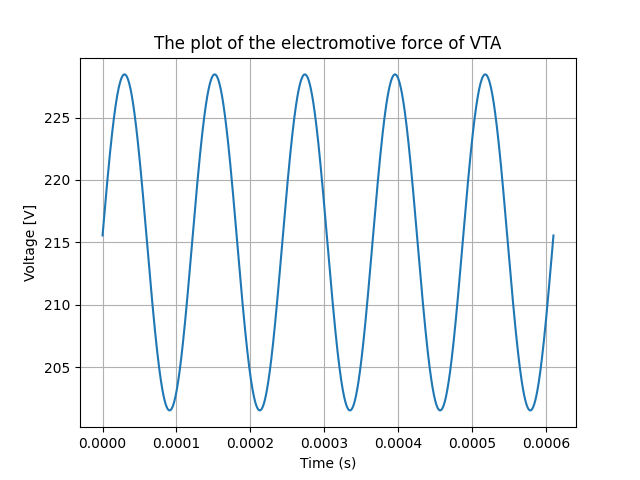 The plot of the electromotive force of VTA
225
220
215
210
205
Voltage [V]
0.0000 0.0001 0.0002 0.0003 0.0004 0.0005 0.0006
Time (s)